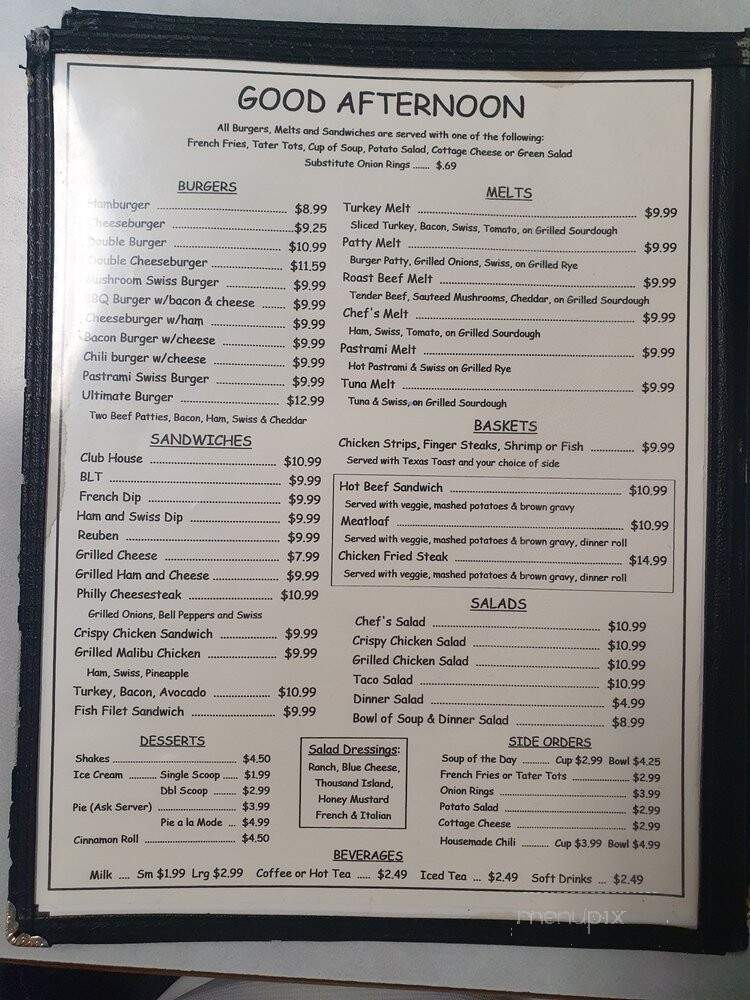 GOOD AFTERNOON
All Burgers, Melts and Sandwiches are served with one of the following:
French Fries, Tater Tots, Cup of Soup, Potato Salad, Cottage Cheese or Green Salad
Substitute Onion Rings ...... $.69
BURGERS
Hamburger $8.99
Cheeseburger $9.25
Double Burger $10.99
Double Cheeseburger $11.59
Mushroom Swiss Burger $9.99
BBQ Burger w/bacon & cheese $9.99
Cheeseburger w/ham $9.99
Bacon Burger w/cheese $9.99
Chili burger w/cheese $9.99
Pastrami Swiss Burger $9.99
Ultimate Burger $12.99
Two Beef Patties, Bacon, Ham, Swiss & Cheddar
SANDWICHES
Club House $10.99
BLT $9.99
French Dip $9.99
Ham and Swiss Dip $9.99
Reuben $9.99
Grilled Cheese $7.99
Grilled Ham and Cheese $9.99
Philly Cheesesteak $10.99
Grilled Onions, Bell Peppers and Swiss
Crispy Chicken Sandwich $9.99
Grilled Malibu Chicken $9.99
Ham, Swiss, Pineapple
Turkey, Bacon, Avocado $10.99
Fish Filet Sandwich $9.99
MELTS
Turkey Melt $9.99
Sliced Turkey, Bacon, Swiss, Tomato, on Grilled Sourdough
Patty Melt $9.99
Burger Patty, Grilled Onions, Swiss, on Grilled Rye
Roast Beef Melt $9.99
Tender Beef, Sauteed Mushrooms, Cheddar, on Grilled Sourdough
Chef's Melt $9.99
Ham, Swiss, Tomato, on Grilled Sourdough
Pastrami Melt $9.99
Hot Pastrami & Swiss on Grilled Rye
Tuna Melt $9.99
Tuna & Swiss, on Grilled Sourdough
BASKETS
Chicken Strips, Finger Steaks, Shrimp or Fish $9.99
Served with Texas Toast and your choice of side
Hot Beef Sandwich $10.99
Served with veggie, mashed potatoes & brown gravy
Meatloaf $10.99
Served with veggie, mashed potatoes & brown gravy, dinner roll
Chicken Fried Steak $14.99
Served with veggie, mashed potatoes & brown gravy, dinner roll
SALADS
Chef's Salad $10.99
Crispy Chicken Salad $10.99
Grilled Chicken Salad $10.99
Taco Salad $10.99
Dinner Salad $4.99
Bowl of Soup & Dinner Salad $8.99
DESSERTS
Shakes $4.50
Ice Cream Single Scoop $1.99
Dbl Scoop $2.99
Pie (Ask Server) $3.99
Pie a la Mode $4.99
Cinnamon Roll $4.50
Salad Dressings:
Ranch, Blue Cheese,
Thousand Island,
Honey Mustard
French & Italian
SIDE ORDERS
Soup of the Day Cup $2.99 Bowl $4.25
French Fries or Tater Tots $2.99
Onion Rings $3.99
Potato Salad $2.99
Cottage Cheese $2.99
Housemade Chili Cup $3.99 Bowl $4.99
BEVERAGES
Milk .... Sm $1.99 Lrg $2.99 Coffee or Hot Tea ..... $2.49 Iced Tea ... $2.49 Soft Drinks ... $2.49
menupix